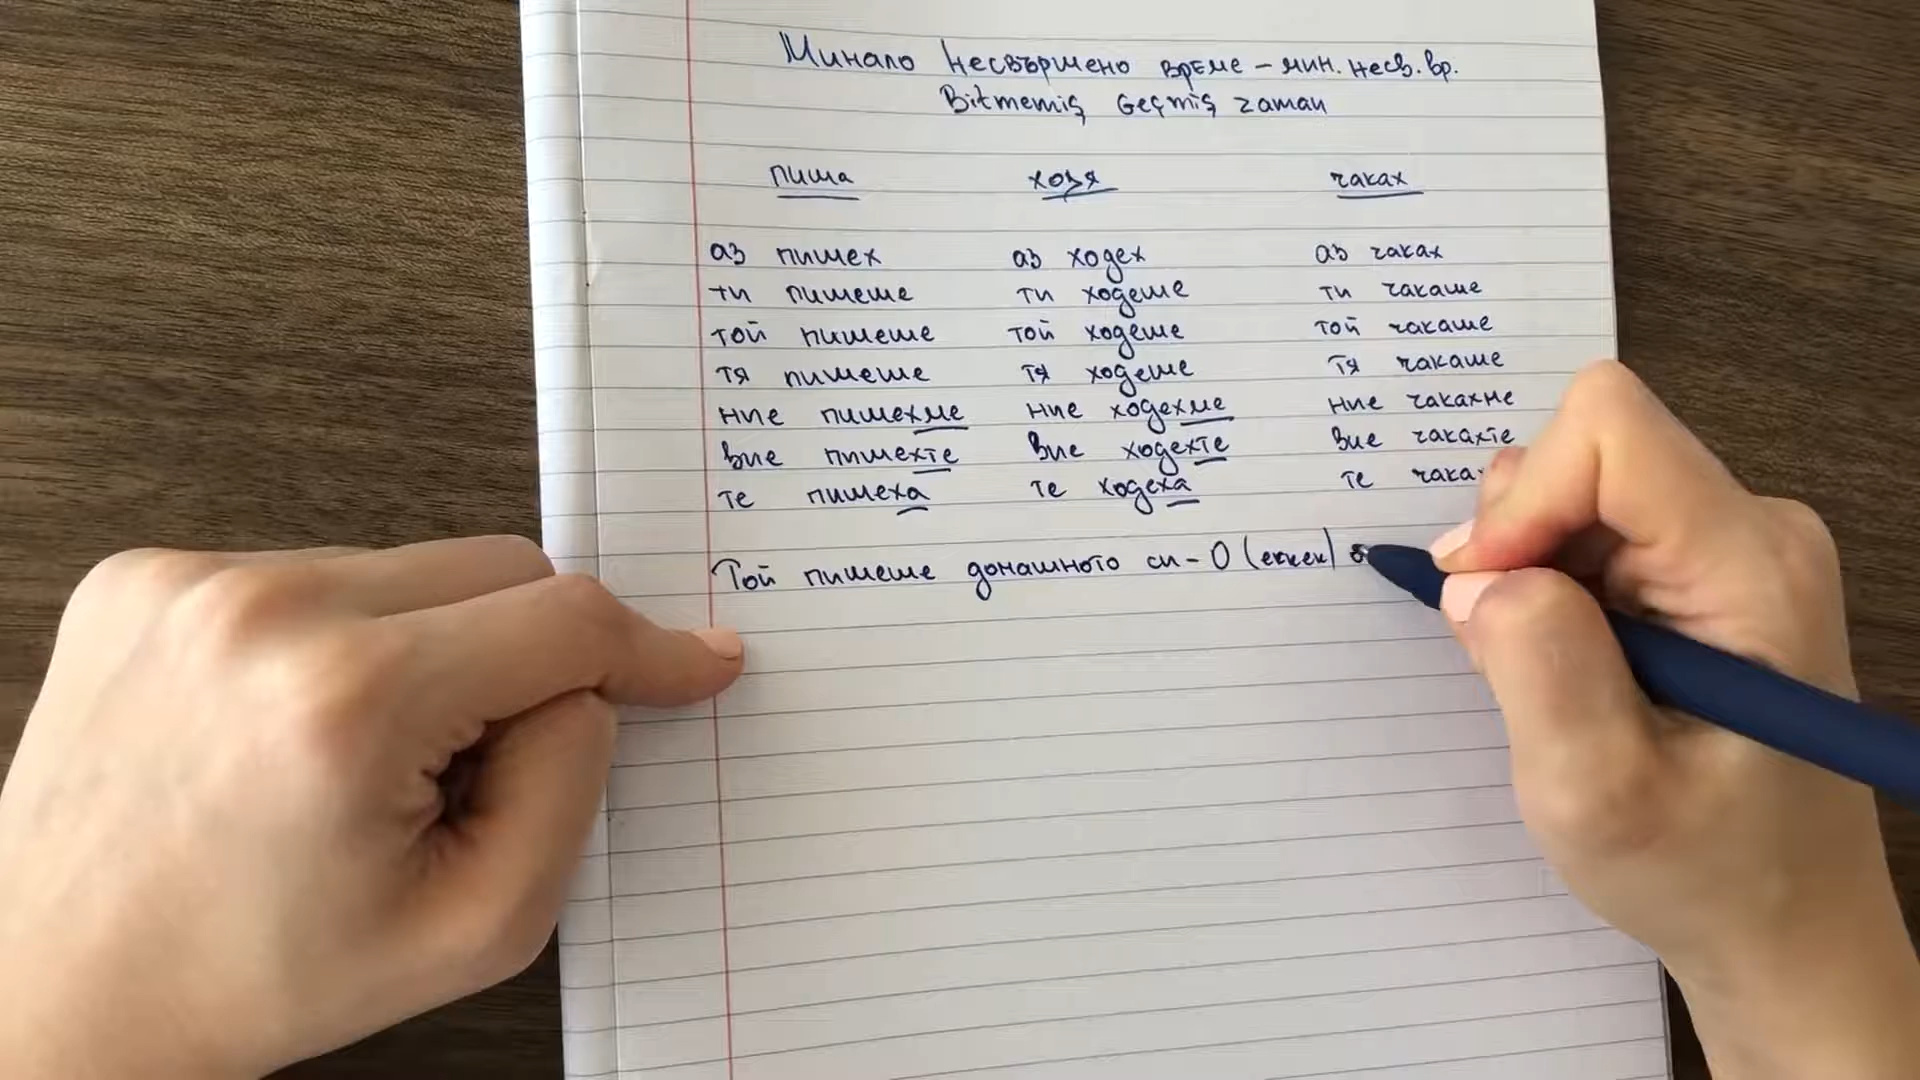 Минало Несвършено време – мин. несв. вр.
Bitmemiş Geçmiş zaman
пиша ходя чаках
аз пишех аз ходех аз чаках
ти пишеше ти ходеше ти чакаше
той пишеше той ходеше той чакаше
тя пишеше тя ходеше тя чакаше
ние пишехме ние ходехме ние чакахме
вие пишехте вие ходехте вие чакахте
те пишеха те ходеха те
Той пишеше домашното си – O (erkek)